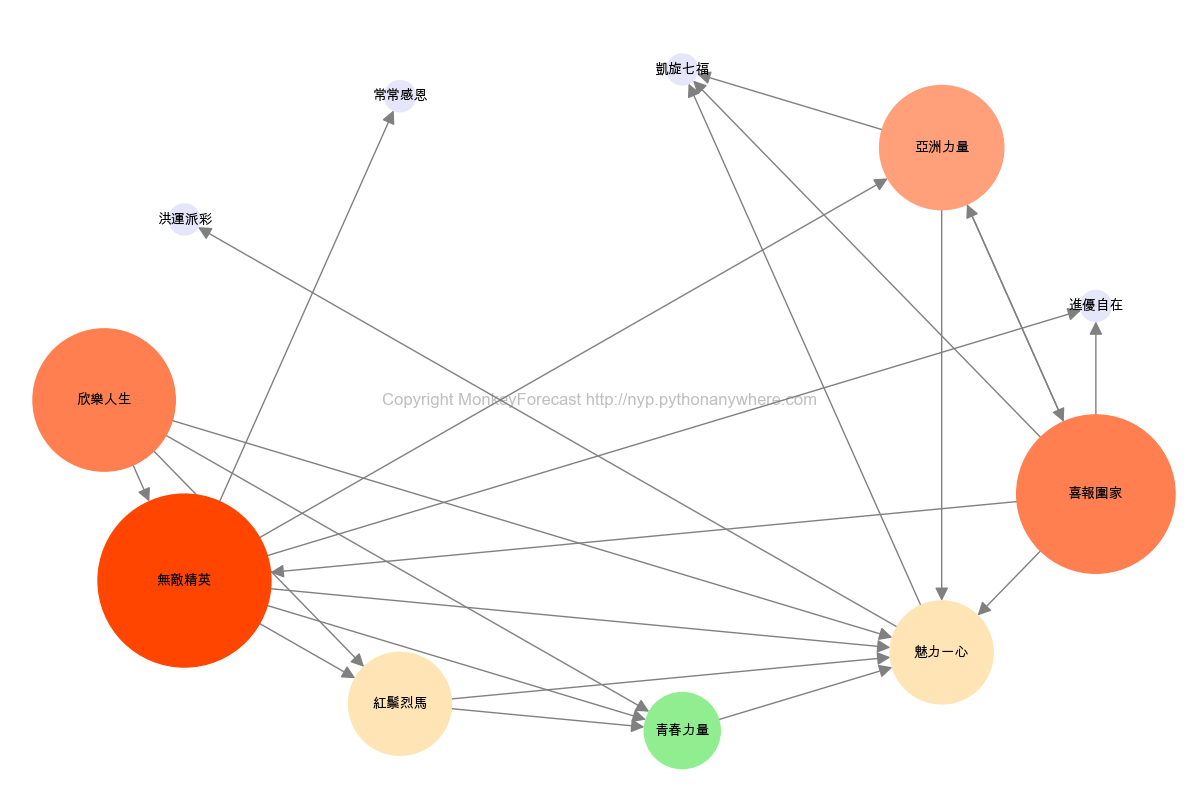 凱旋七福
常常感恩
亞洲力量
洪運派彩
進優自在
欣樂人生
Copyright MonkeyForecast http://nyp.pythonanywhere.com
喜報圍家
無敵精英
魅力一心
紅鬃烈馬
青春力量